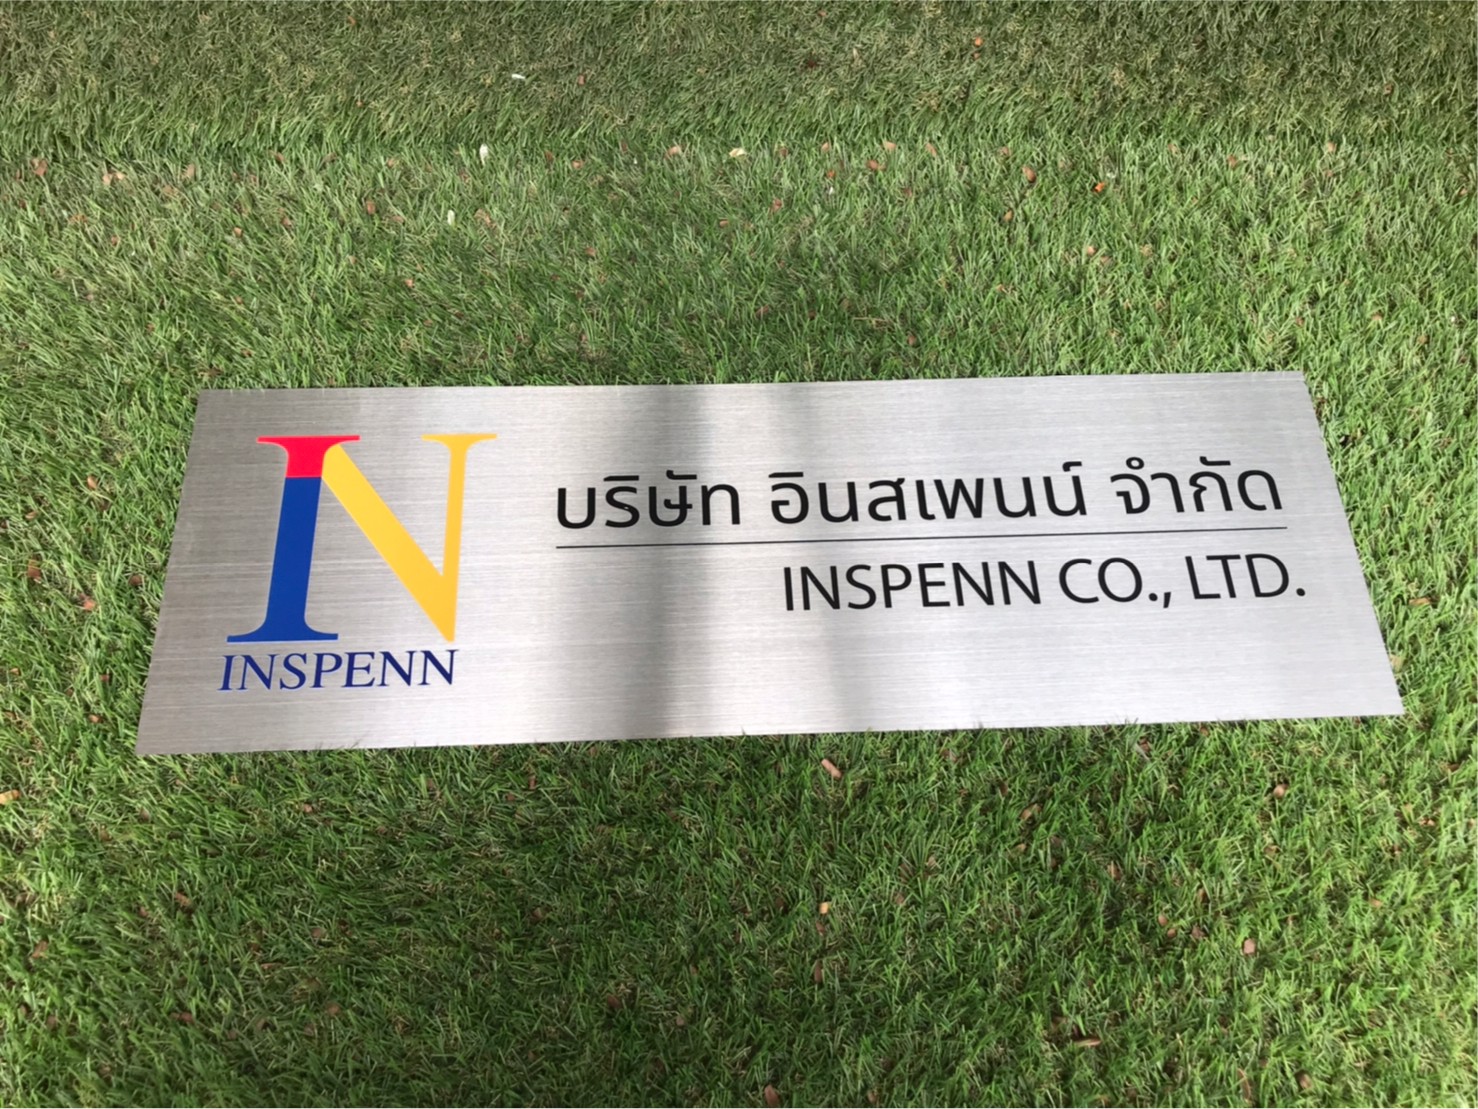 IN
INSPENN
บริษัท อินสเพนน์ จำกัด
INSPENN CO., LTD.